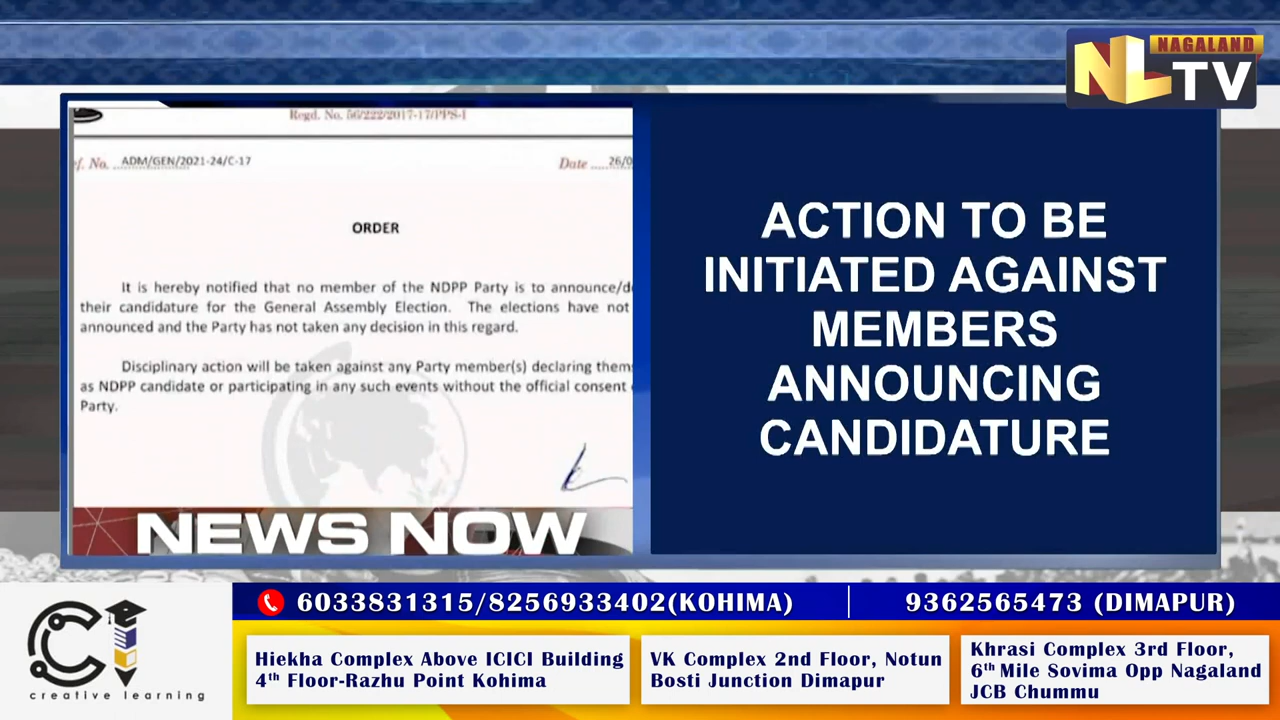 NAGALAND
NLTV
Regd. No. 56/222/2017-17/PPS-I
f. No. ADM/GEN/2021-24/C-17
Date ....26/0
ORDER
It is hereby notified that no member of the NDPP Party is to announce/d
their candidature for the General Assembly Election. The elections have not
announced and the Party has not taken any decision in this regard.
Disciplinary action will be taken against any Party member(s) declaring them
as NDPP candidate or participating in any such events without the official consent
Party.
NEWS NOW
ACTION TO BE
INITIATED AGAINST
MEMBERS
ANNOUNCING
CANDIDATURE
creative learning
6033831315/8256933402(KOHIMA)
9362565473 (DIMAPUR)
Hiekha Complex Above ICICI Building
4th Floor-Razhu Point Kohima
VK Complex 2nd Floor, Notun
Bosti Junction Dimapur
Khrasi Complex 3rd Floor,
6th Mile Sovima Opp Nagaland
JCB Chummu